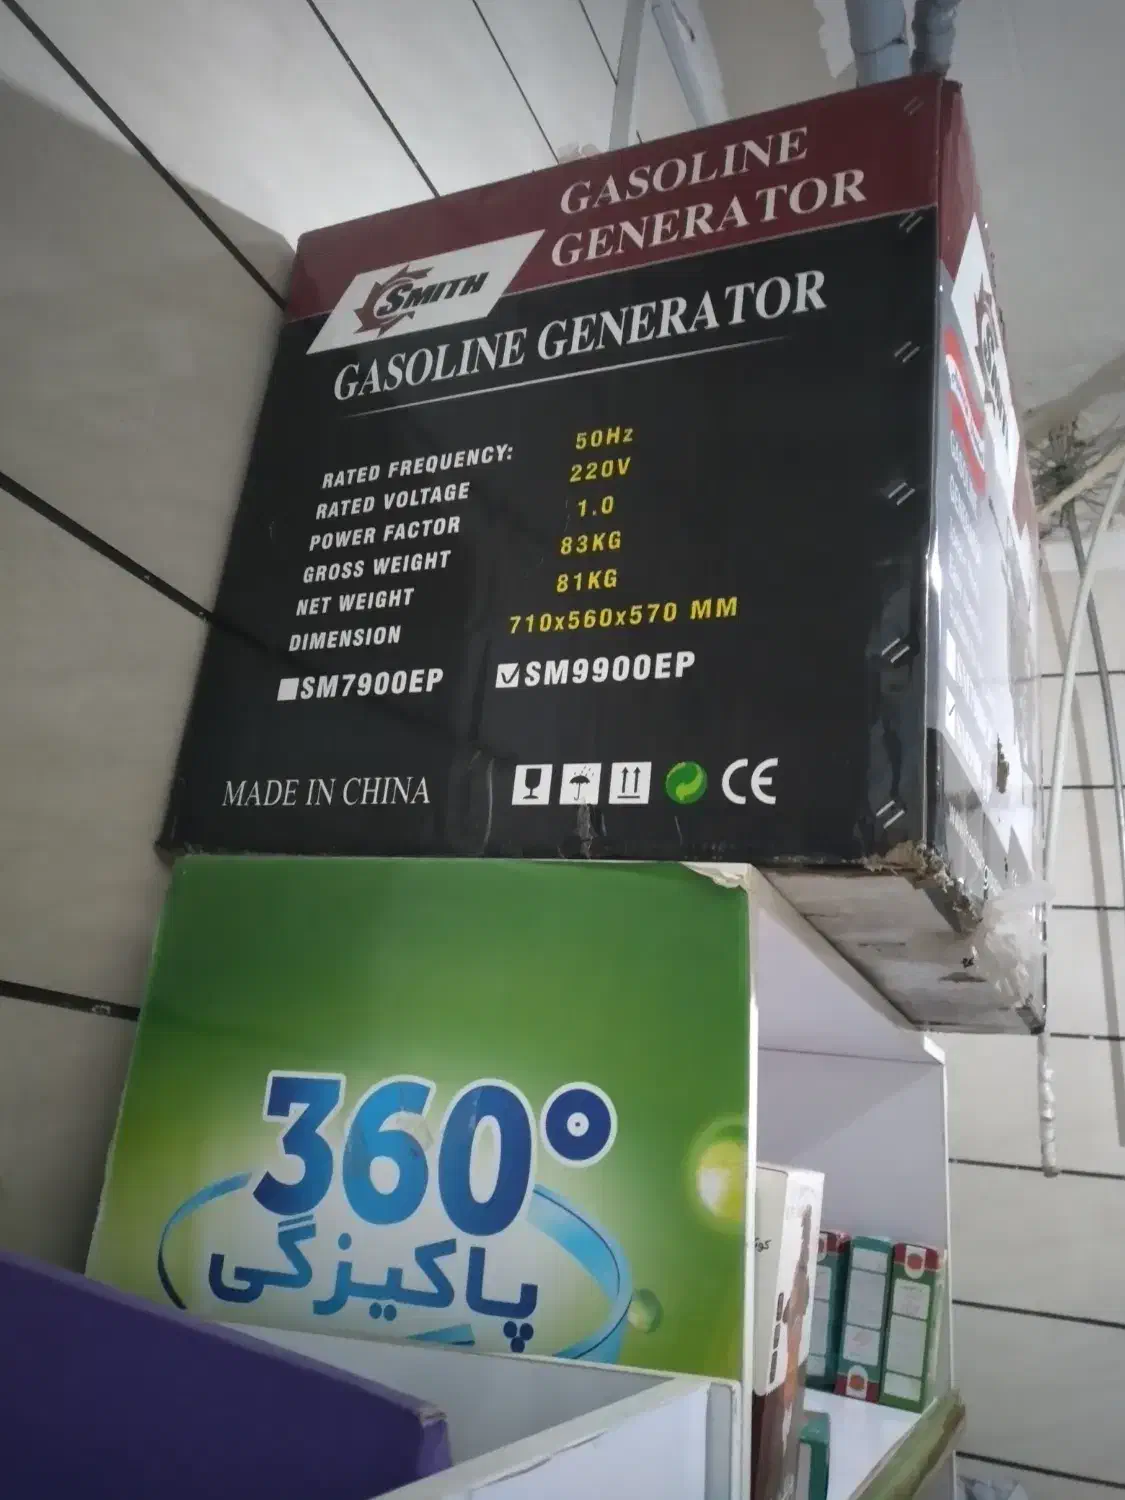 GASOLINE
GENERATOR
SMITH
GASOLINE GENERATOR
RATED FREQUENCY: 50Hz
RATED VOLTAGE 220V
POWER FACTOR 1.0
GROSS WEIGHT 83KG
NET WEIGHT 81KG
DIMENSION 710x560x570 MM
SM7900EP SM9900EP
MADE IN CHINA CE
360°
پاکیزگی